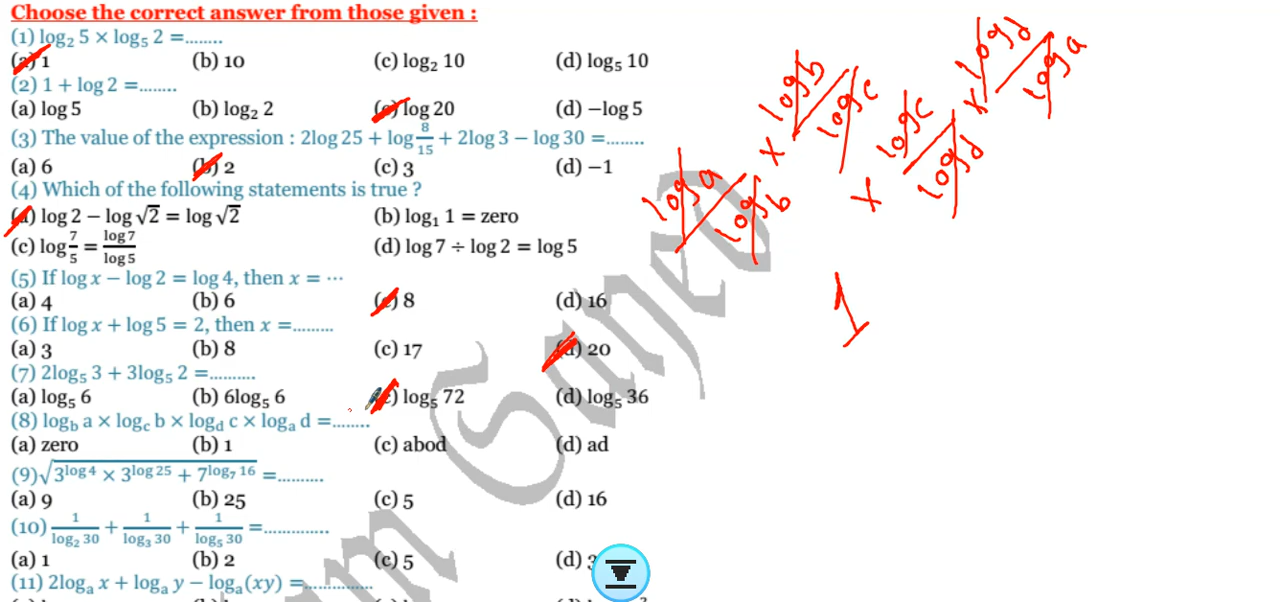 Choose the correct answer from those given :
(1) log₂ 5 × log₅ 2 =........
(a) 1 (b) 10 (c) log₂ 10 (d) log₅ 10
(2) 1 + log 2 =........
(a) log 5 (b) log₂ 2 (c) log 20 (d) −log 5
(3) The value of the expression : 2log 25 + log 8/15 + 2log 3 − log 30 =........
(a) 6 (b) 2 (c) 3 (d) −1
(4) Which of the following statements is true ?
(a) log 2 − log √2 = log √2 (b) log₁ 1 = zero
(c) log 7/5 = log 7/log 5 (d) log 7 ÷ log 2 = log 5
(5) If log x − log 2 = log 4, then x = ⋯
(a) 4 (b) 6 (c) 8 (d) 16
(6) If log x + log 5 = 2, then x =.........
(a) 3 (b) 8 (c) 17 (d) 20
(7) 2log₅ 3 + 3log₅ 2 =..........
(a) log₅ 6 (b) 6log₅ 6 (c) log₅ 72 (d) log₅ 36
(8) log_b a × log_c b × log_d c × log_a d =........
(a) zero (b) 1 (c) abod (d) ad
(9) √(3^(log 4) × 3^(log 25) + 7^(log₇ 16)) =..........
(a) 9 (b) 25 (c) 5 (d) 16
(10) 1/log₂ 30 + 1/log₃ 30 + 1/log₅ 30 =.............
(a) 1 (b) 2 (c) 5 (d)
(11) 2logₐ x + logₐ y − logₐ(xy) =...............
log a/log b × log b/log c × log c/log d × log d/log a
1